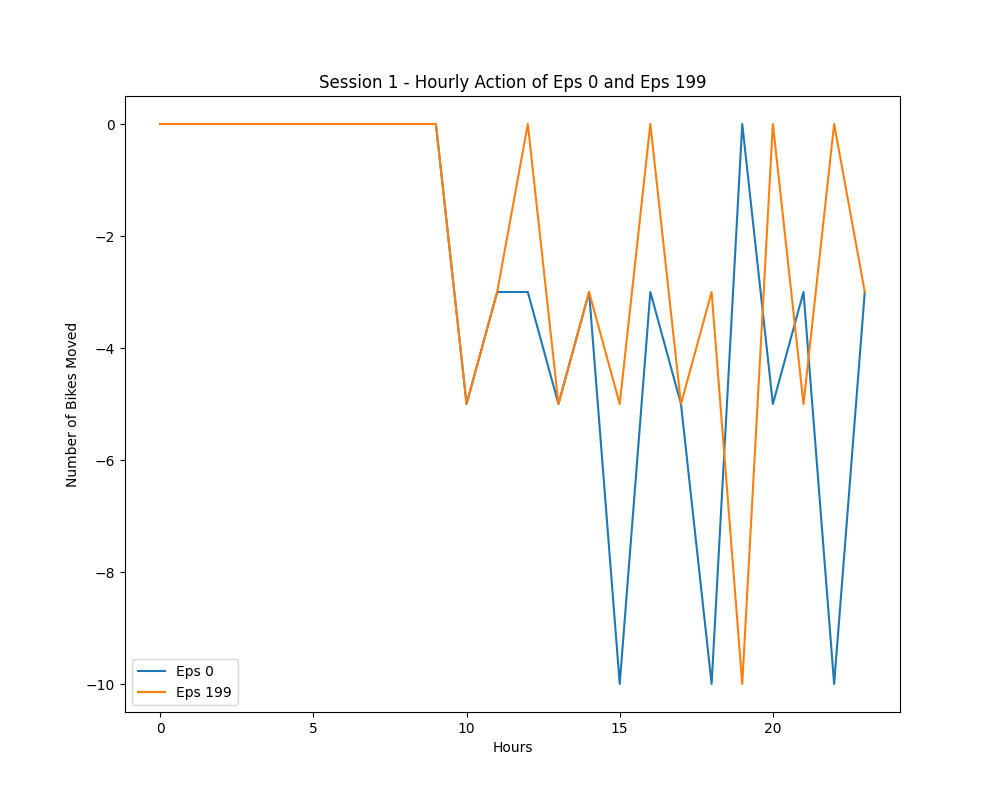 Session 1 - Hourly Action of Eps 0 and Eps 199
Number of Bikes Moved
0
−2
−4
−6
−8
−10
Eps 0
Eps 199
0 5 10 15 20
Hours